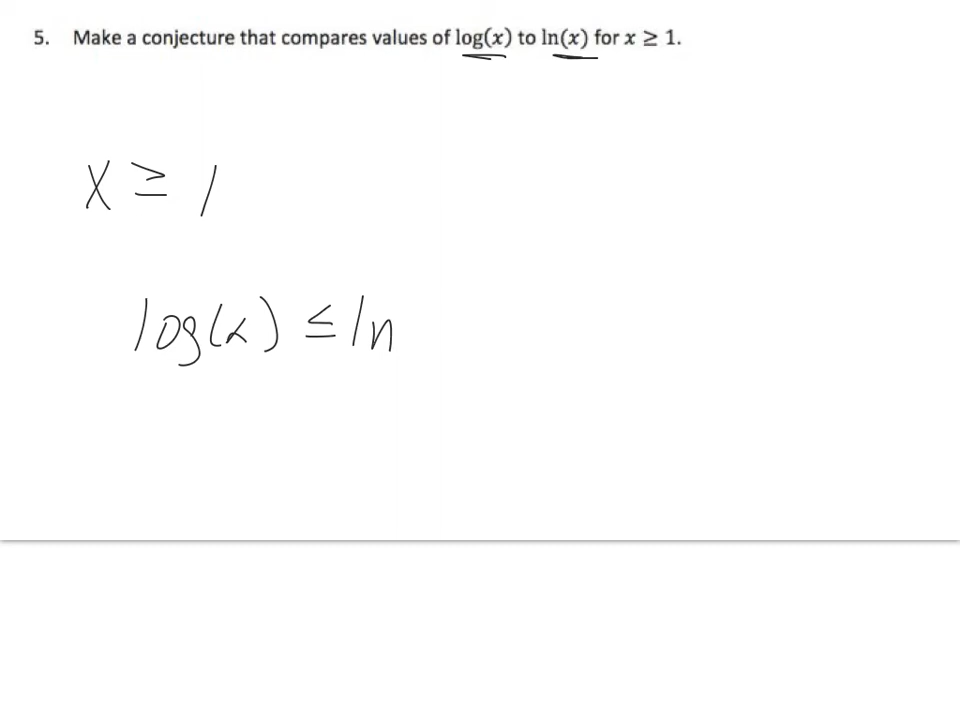 5. Make a conjecture that compares values of log(x) to ln(x) for x ≥ 1.
x ≥ 1
log(x) ≤ ln